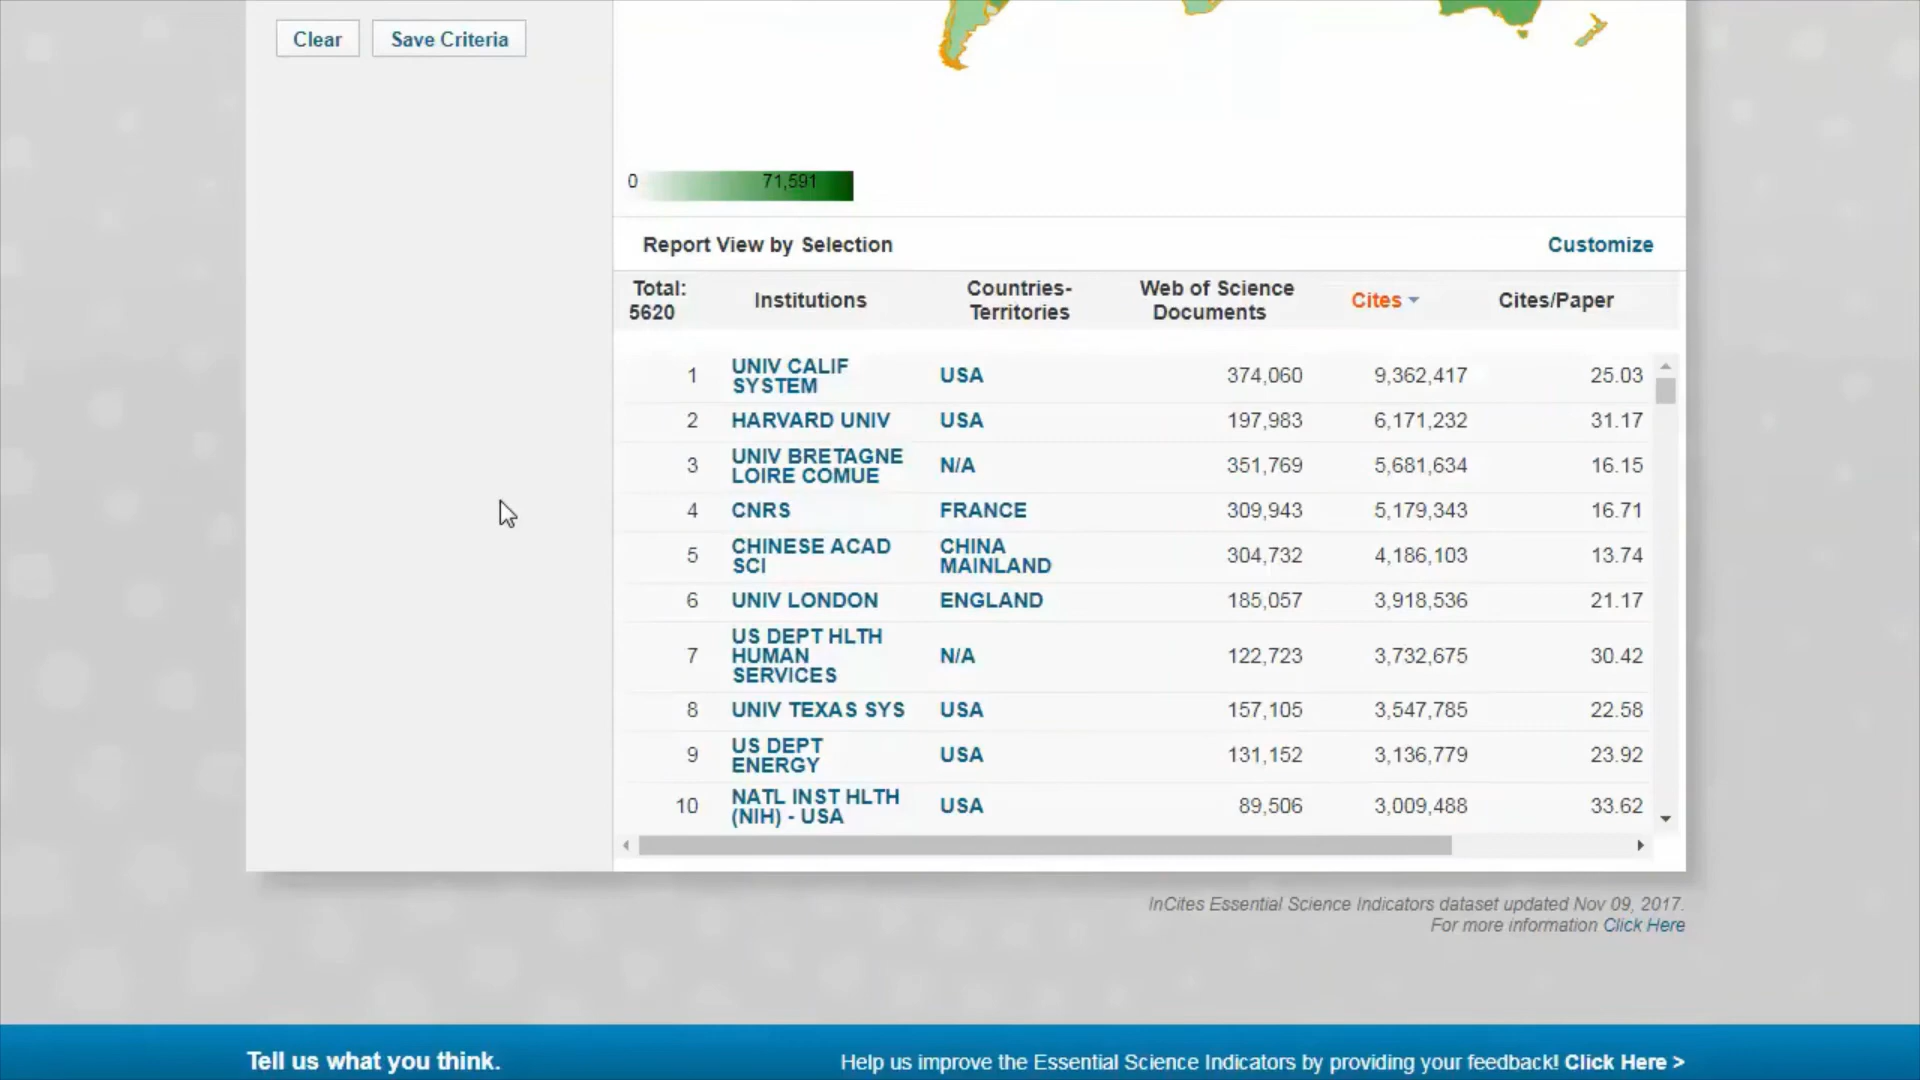 Clear
Save Criteria
0
71,591
Report View by Selection
Customize
Total:
5620
Institutions
Countries-
Territories
Web of Science
Documents
Cites
Cites/Paper
1
UNIV CALIF
SYSTEM
USA
374,060
9,362,417
25.03
2
HARVARD UNIV
USA
197,983
6,171,232
31.17
3
UNIV BRETAGNE
LOIRE COMUE
N/A
351,769
5,681,634
16.15
4
CNRS
FRANCE
309,943
5,179,343
16.71
5
CHINESE ACAD
SCI
CHINA
MAINLAND
304,732
4,186,103
13.74
6
UNIV LONDON
ENGLAND
185,057
3,918,536
21.17
7
US DEPT HLTH
HUMAN
SERVICES
N/A
122,723
3,732,675
30.42
8
UNIV TEXAS SYS
USA
157,105
3,547,785
22.58
9
US DEPT
ENERGY
USA
131,152
3,136,779
23.92
10
NATL INST HLTH
(NIH) - USA
USA
89,506
3,009,488
33.62
InCites Essential Science Indicators dataset updated Nov 09, 2017.
For more information Click Here
Tell us what you think.
Help us improve the Essential Science Indicators by providing your feedback! Click Here >